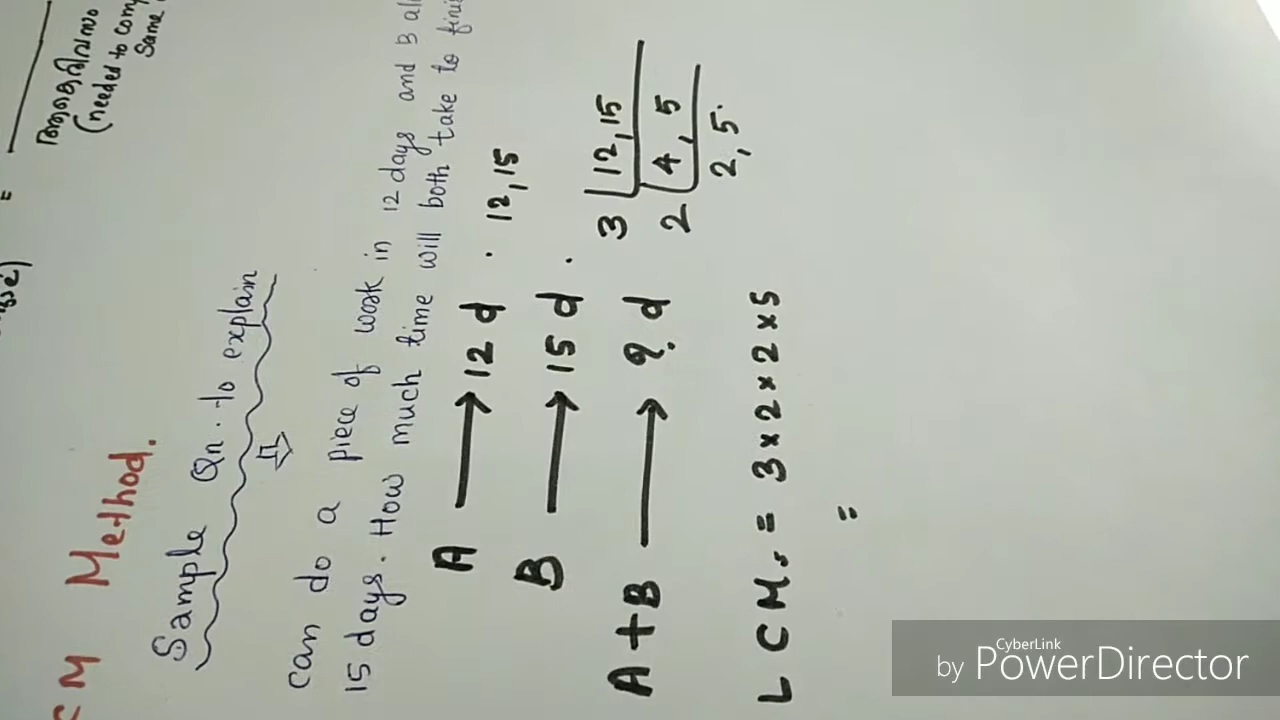 (needed to com
Same
CM Method.
Sample Qn. to explain
can do a piece of work in 12 days and B al
15 days. How much time will both take to fini
A → 12 d . 12, 15
B → 15 d .
A + B → ? d
3 12, 15
2 4, 5
2, 5.
L C M. = 3 x 2 x 2 x 5
=
CyberLink
by PowerDirector